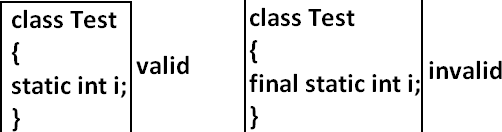 class Test
{
static int i;
}
valid
class Test
{
final static int i;
}
invalid